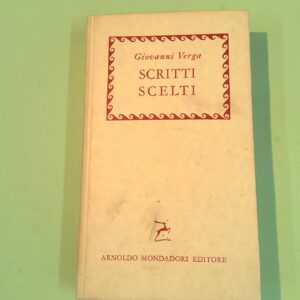 Giovanni Verga
SCRITTI
SCELTI
ARNOLDO MONDADORI EDITORE